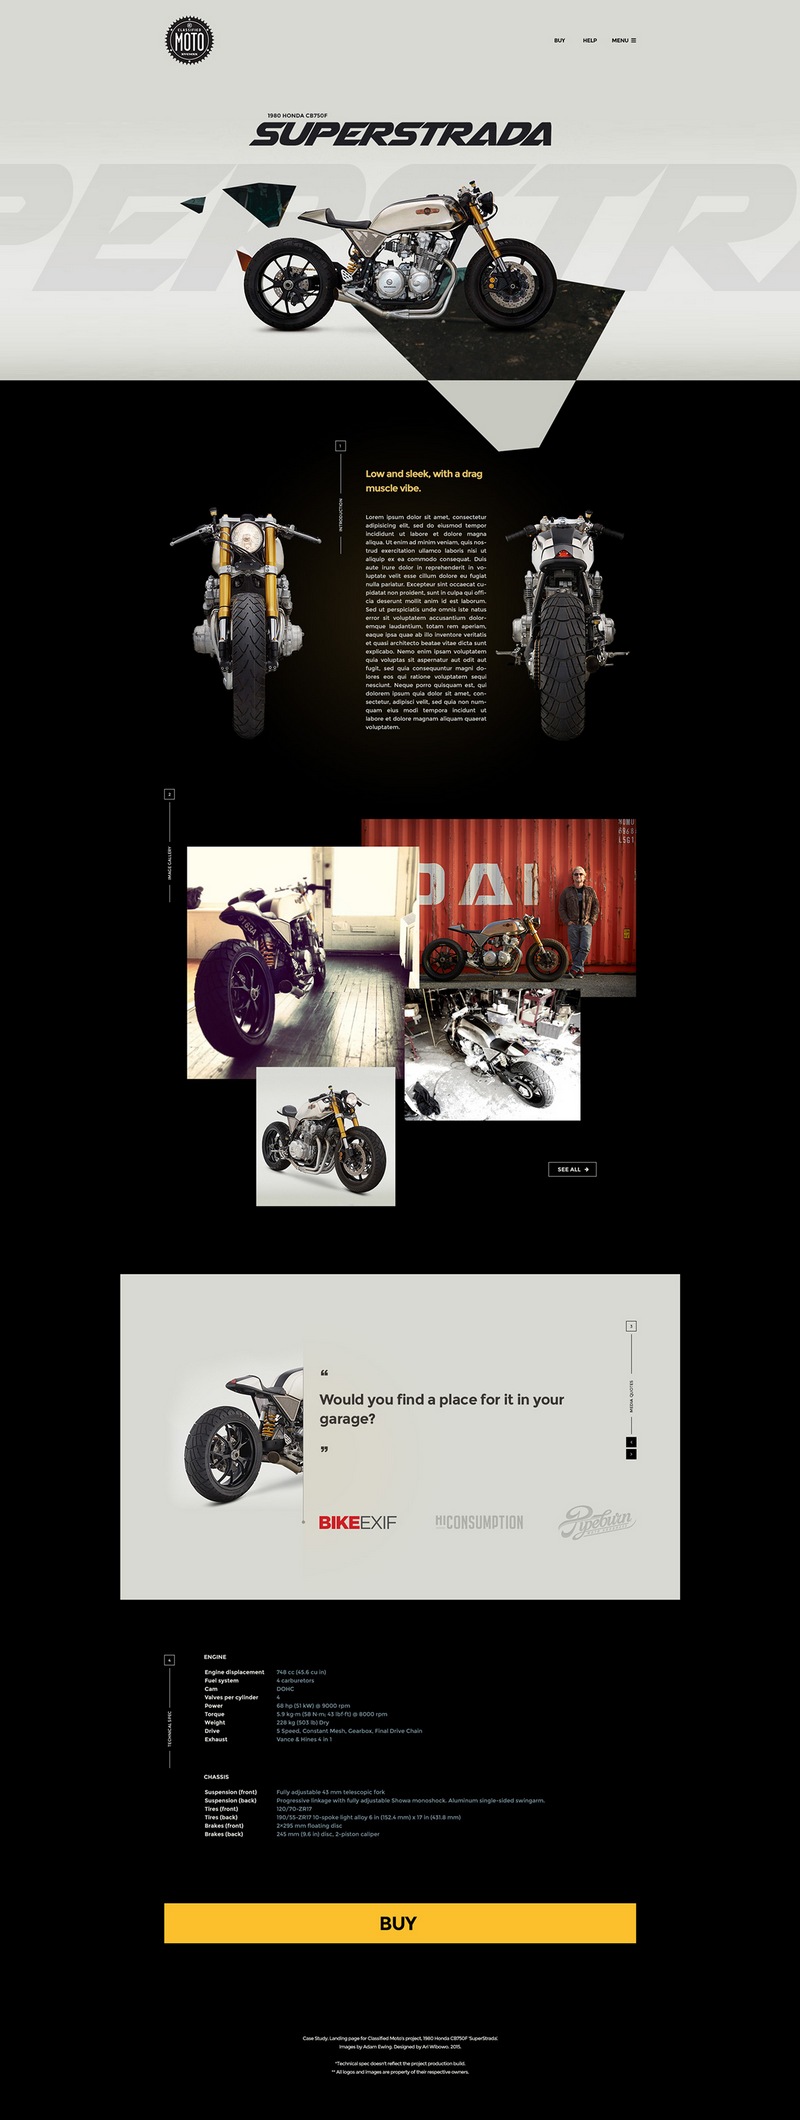 CLASSIFIED
MOTO
BUY
HELP
MENU
1980 HONDA CB750F
SUPERSTRADA
PERSTRA
1
INTRODUCTION
Low and sleek, with a drag
muscle vibe.
Lorem ipsum dolor sit amet, consectetur
adipisicing elit, sed do eiusmod tempor
incididunt ut labore et dolore magna
aliqua. Ut enim ad minim veniam, quis nos-
trud exercitation ullamco laboris nisi ut
aliquip ex ea commodo consequat. Duis
aute irure dolor in reprehenderit in vo-
luptate velit esse cillum dolore eu fugiat
nulla pariatur. Excepteur sint occaecat cu-
pidatat non proident, sunt in culpa qui offi-
cia deserunt mollit anim id est laborum.
Sed ut perspiciatis unde omnis iste natus
error sit voluptatem accusantium dolor-
emque laudantium, totam rem aperiam,
eaque ipsa quae ab illo inventore veritatis
et quasi architecto beatae vitae dicta sunt
explicabo. Nemo enim ipsam voluptatem
quia voluptas sit aspernatur aut odit aut
fugit, sed quia consequuntur magni do-
lores eos qui ratione voluptatem sequi
nesciunt. Neque porro quisquam est, qui
dolorem ipsum quia dolor sit amet, con-
sectetur, adipisci velit, sed quia non num-
quam eius modi tempora incidunt ut
labore et dolore magnam aliquam quaerat
voluptatem.
2
IMAGE GALLERY
DAI
SEE ALL →
3
MEDIA QUOTES
“
Would you find a place for it in your
garage?
”
BIKEEXIF
HICONSUMPTION
Pipeburn
4
TECHNICAL SPEC
ENGINE
Engine displacement 748 cc (45.6 cu in)
Fuel system 4 carburetors
Cam DOHC
Valves per cylinder 4
Power 68 hp (51 kW) @ 9000 rpm
Torque 5.9 kg m (58 N·m; 43 lbf·ft) @ 8000 rpm
Weight 228 kg (503 lb) Dry
Drive 5 Speed, Constant Mesh, Gearbox, Final Drive Chain
Exhaust Vance & Hines 4 in 1
CHASSIS
Suspension (front) Fully adjustable 43 mm telescopic fork
Suspension (back) Progressive linkage with fully adjustable Showa monoshock. Aluminum single-sided swingarm.
Tires (front) 120/70-ZR17
Tires (back) 190/55-ZR17 10-spoke light alloy 6 in (152.4 mm) x 17 in (431.8 mm)
Brakes (front) 2×295 mm floating disc
Brakes (back) 245 mm (9.6 in) disc, 2-piston caliper
BUY
Case Study. Landing page for Classified Moto's project, 1980 Honda CB750F 'SuperStrada'.
Images by Adam Ewing. Designed by Ari Wibowo. 2015.
*Technical spec doesn't reflect the project production build.
** All logos and images are property of their respective owners.